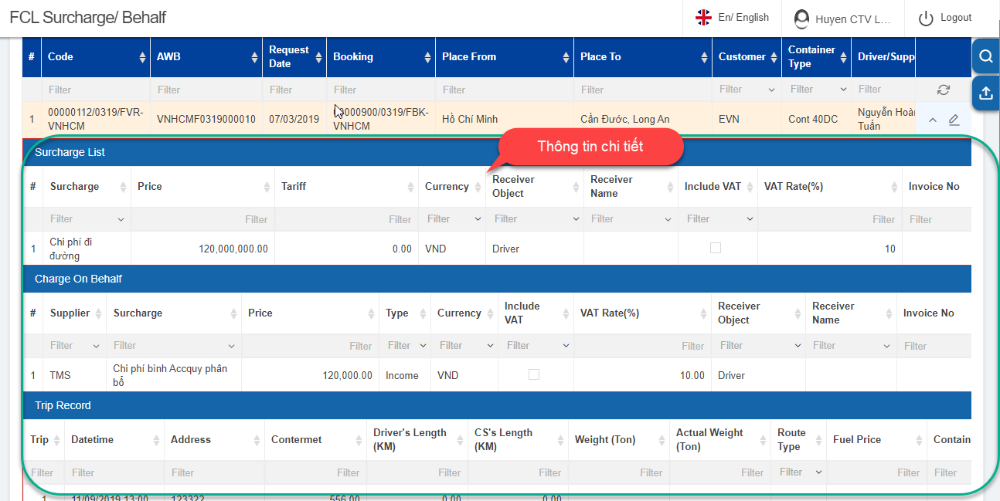 FCL Surcharge/ Behalf
En/ English
Huyen CTV L...
Logout
# Code AWB Request Date Booking Place From Place To Customer Container Type Driver/Supp
Filter Filter Filter Filter Filter Filter Filter Filter Filter
1 00000112/0319/FVR-VNHCM VNHCMF0319000010 07/03/2019 0000900/0319/FBK-VNHCM Hồ Chí Minh Cần Đước, Long An EVN Cont 40DC Nguyễn Hoàn Tuấn
Thông tin chi tiết
Surcharge List
# Surcharge Price Tariff Currency Receiver Object Receiver Name Include VAT VAT Rate(%) Invoice No
Filter Filter Filter Filter Filter Filter Filter Filter Filter
1 Chi phí đi đường 120,000,000.00 0.00 VND Driver 10
Charge On Behalf
# Supplier Surcharge Price Type Currency Include VAT VAT Rate(%) Receiver Object Receiver Name Invoice No
Filter Filter Filter Filter Filter Filter Filter Filter Filter Filter
1 TMS Chi phí bình Accquy phân bổ 120,000.00 Income VND 10.00 Driver
Trip Record
Trip Datetime Address Contermet Driver's Length (KM) CS's Length (KM) Weight (Ton) Actual Weight (Ton) Route Type Fuel Price Contain
Filter Filter Filter Filter Filter Filter Filter Filter Filter Filter Filter
1 11/09/2019 13:00 123322 556.00 0.00 0.00